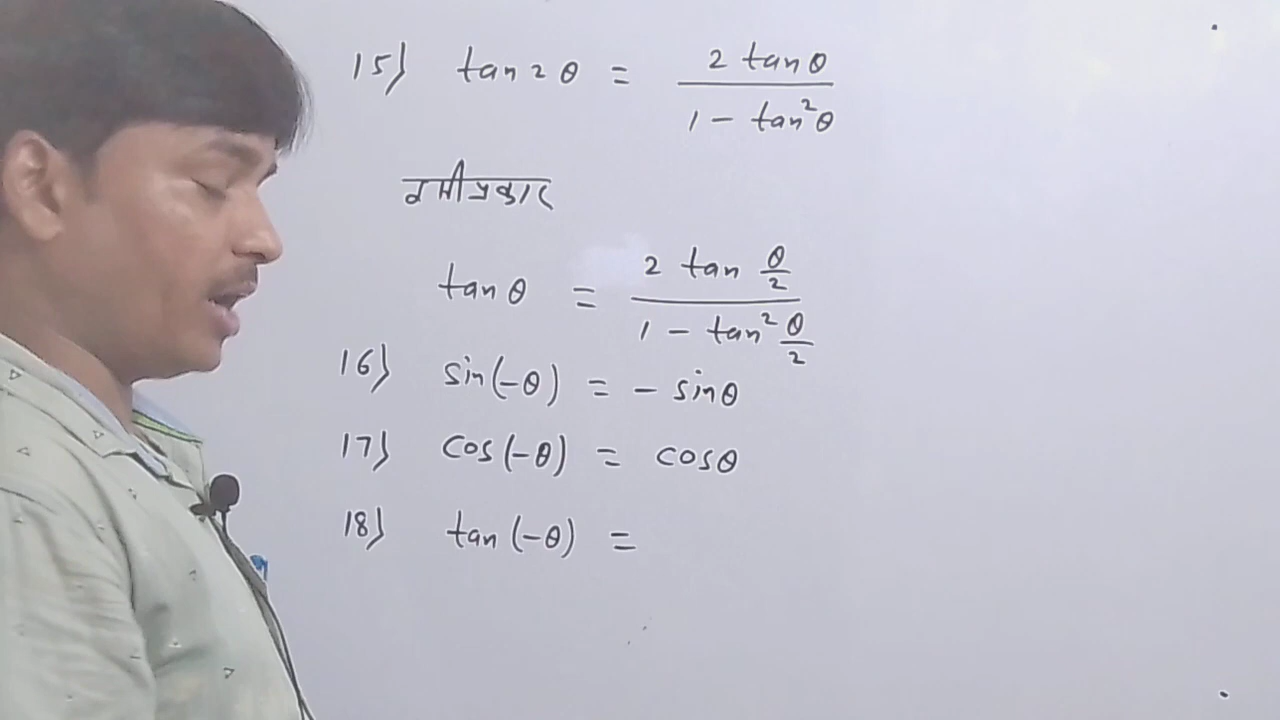 15) tan 2θ = 2 tanθ / 1 - tan²θ
इसी प्रकार
tanθ = 2 tan θ/2 / 1 - tan² θ/2
16) sin(-θ) = - sinθ
17) cos(-θ) = cosθ
18) tan(-θ) =